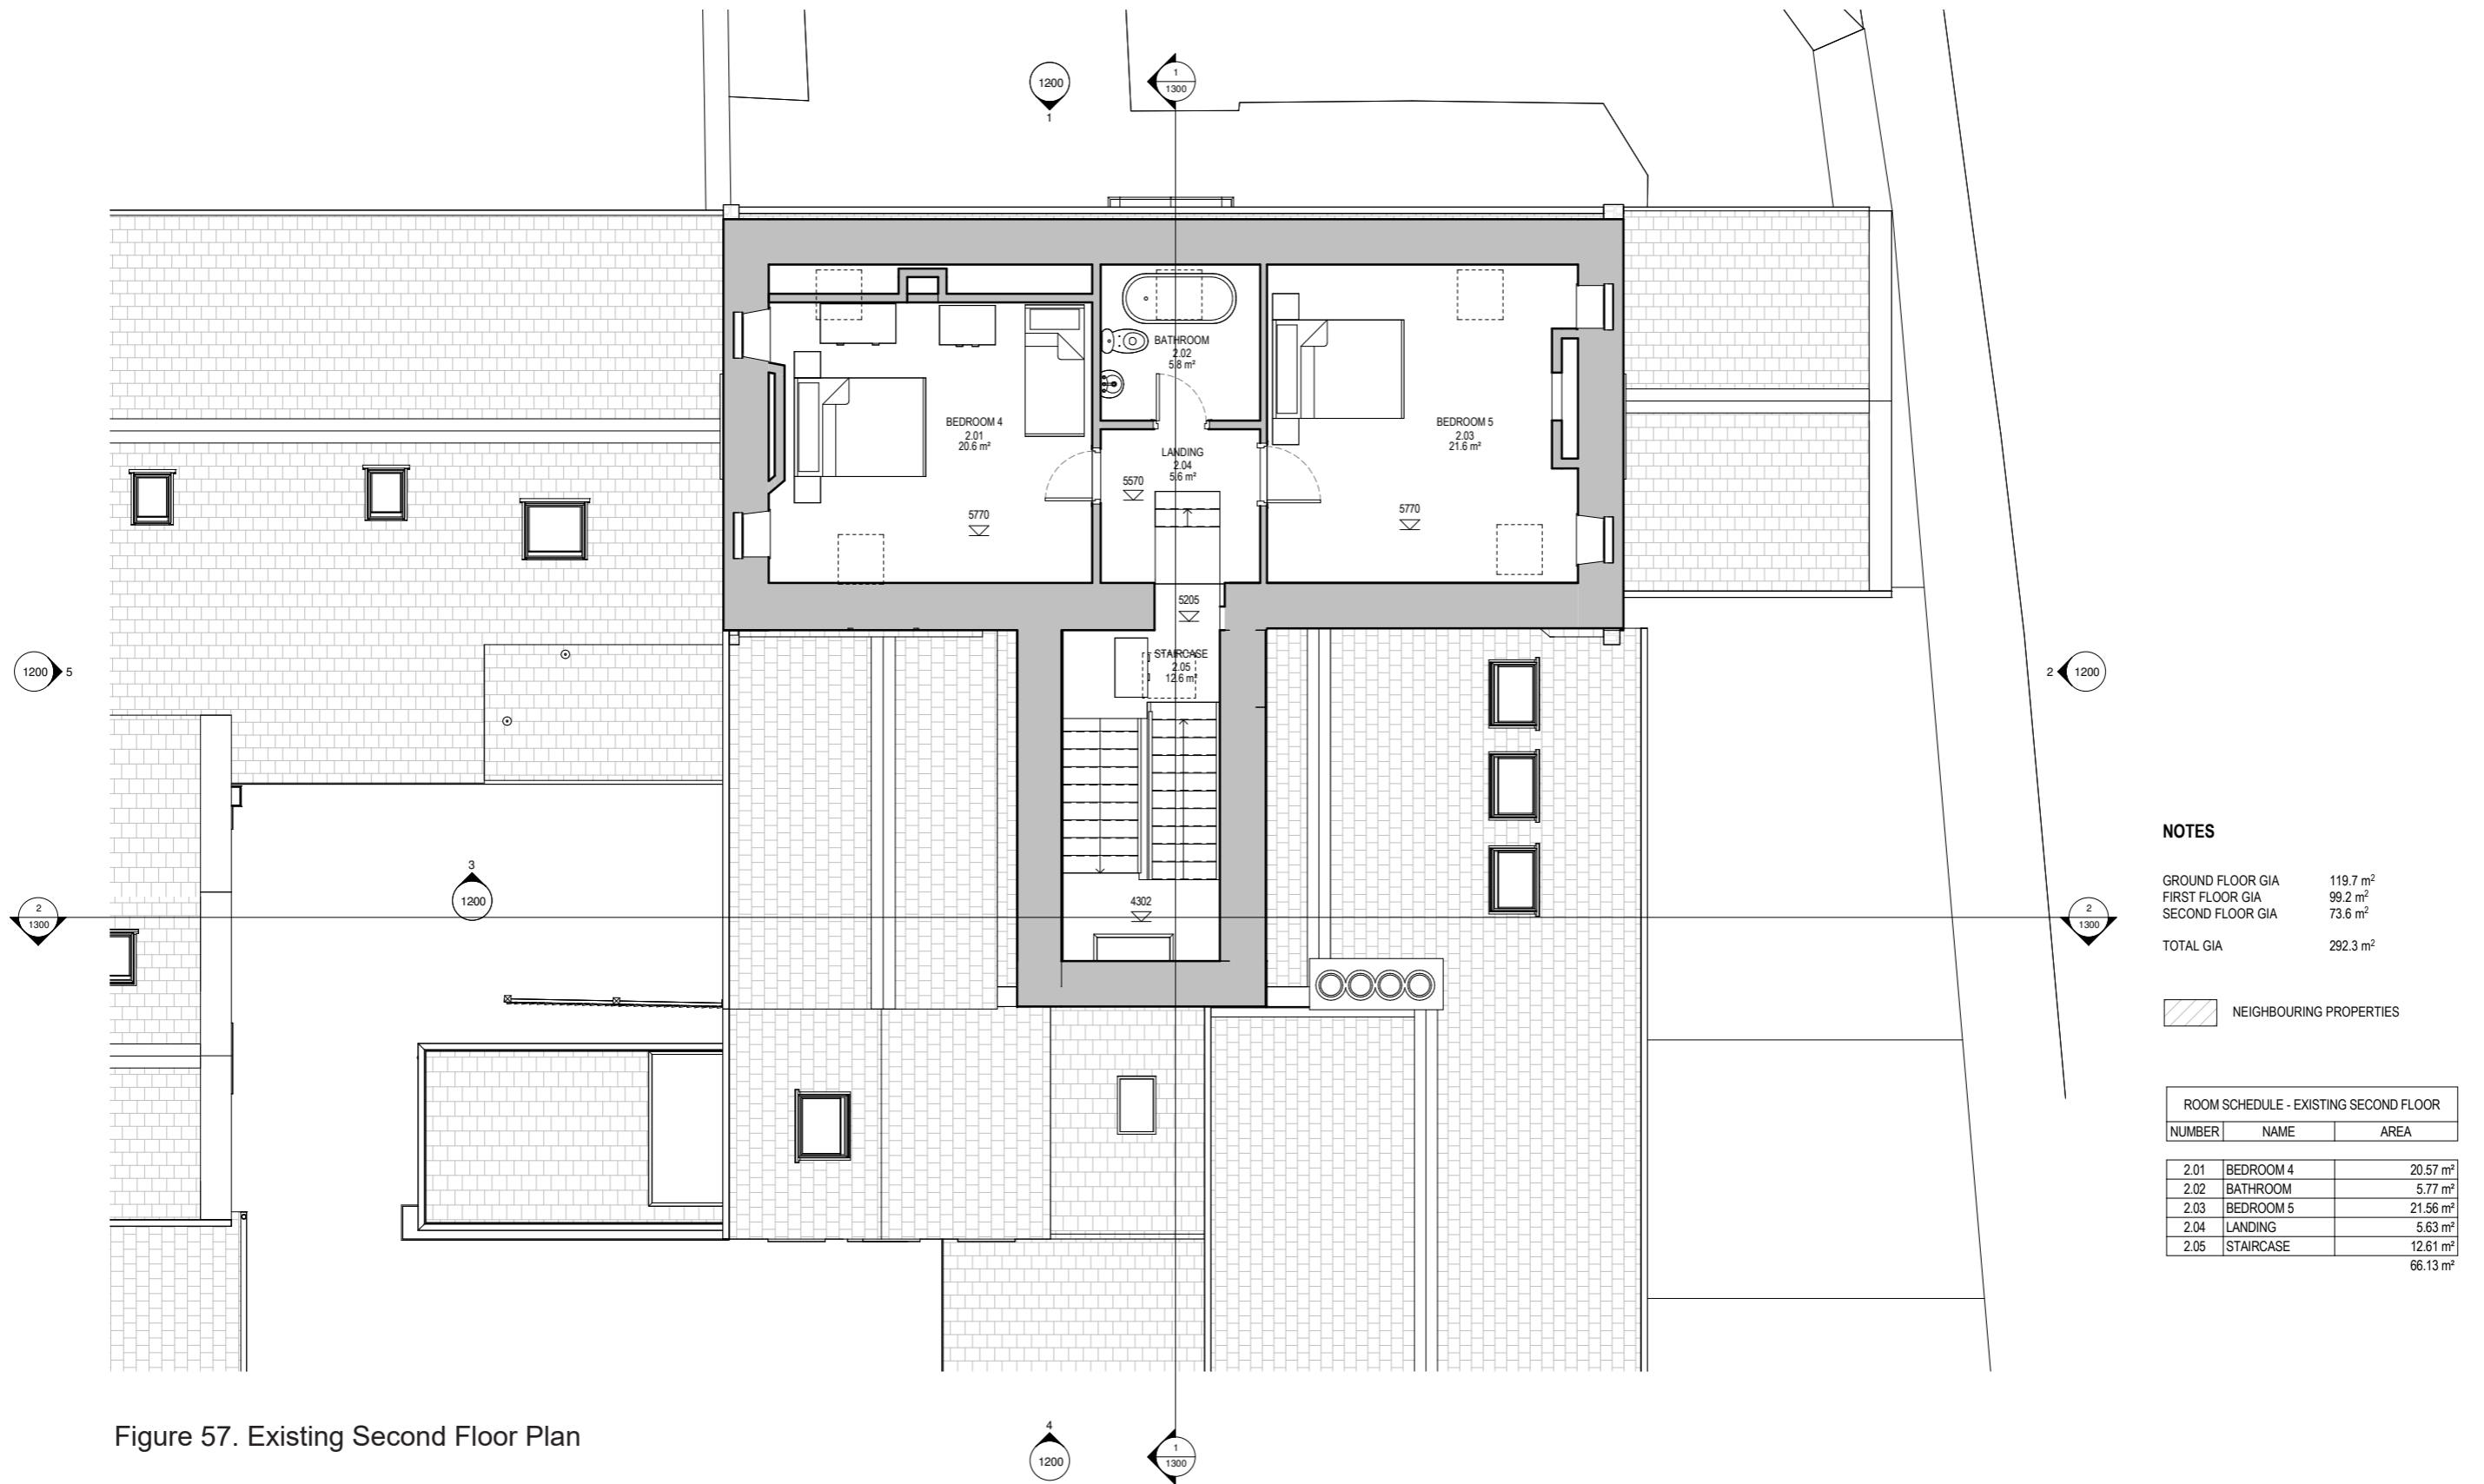 1200
1
1
1300
BATHROOM
2.02
5.8 m²
BEDROOM 4
2.01
20.6 m²
BEDROOM 5
2.03
21.6 m²
LANDING
2.04
5.6 m²
5570
5770
5770
5205
STAIRCASE
2.05
12.6 m²
1200 5
2 1200
3
1200
4302
2
1300
2
1300
NOTES
GROUND FLOOR GIA 119.7 m²
FIRST FLOOR GIA 99.2 m²
SECOND FLOOR GIA 73.6 m²
TOTAL GIA 292.3 m²
NEIGHBOURING PROPERTIES
ROOM SCHEDULE - EXISTING SECOND FLOOR
NUMBER NAME AREA
2.01 BEDROOM 4 20.57 m²
2.02 BATHROOM 5.77 m²
2.03 BEDROOM 5 21.56 m²
2.04 LANDING 5.63 m²
2.05 STAIRCASE 12.61 m²
66.13 m²
Figure 57. Existing Second Floor Plan
4
1200
1
1300